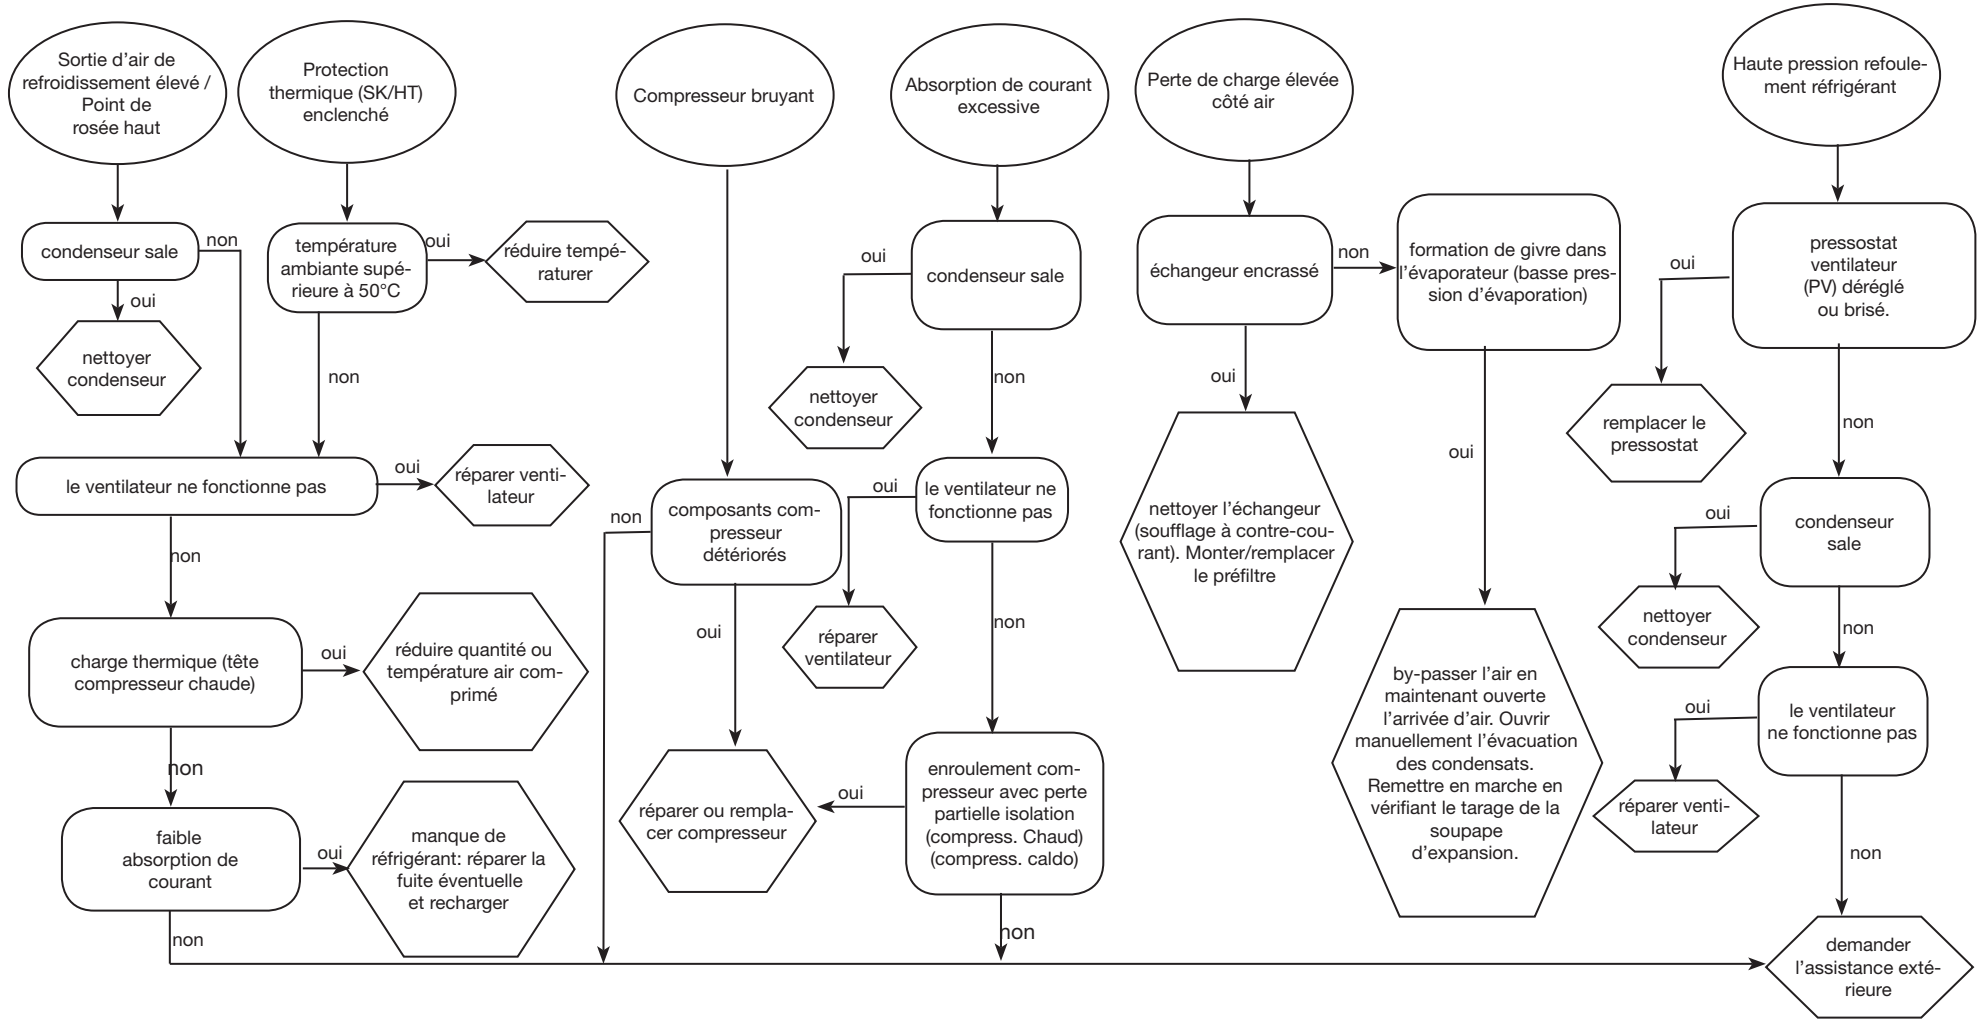 Sortie d'air de
refroidissement élevé /
Point de
rosée haut
Protection
thermique (SK/HT)
enclenché
Compresseur bruyant
Absorption de courant
excessive
Perte de charge élevée
côté air
Haute pression refoule-
ment réfrigérant
condenseur sale
non
oui
nettoyer
condenseur
température
ambiante supé-
rieure à 50°C
oui
réduire tempé-
raturer
non
le ventilateur ne fonctionne pas
oui
réparer venti-
lateur
non
charge thermique (tête
compresseur chaude)
oui
réduire quantité ou
température air com-
primé
non
faible
absorption de
courant
oui
manque de
réfrigérant: réparer la
fuite éventuelle
et recharger
non
composants com-
presseur
détériorés
non
oui
réparer ou rempla-
cer compresseur
condenseur sale
oui
nettoyer
condenseur
non
le ventilateur ne
fonctionne pas
oui
réparer
ventilateur
non
enroulement com-
presseur avec perte
partielle isolation
(compress. Chaud)
(compress. caldo)
oui
non
échangeur encrassé
non
oui
nettoyer l'échangeur
(soufflage à contre-cou-
rant). Monter/remplacer
le préfiltre
formation de givre dans
l'évaporateur (basse pres-
sion d'évaporation)
oui
by-passer l'air en
maintenant ouverte
l'arrivée d'air. Ouvrir
manuellement l'évacuation
des condensats.
Remettre en marche en
vérifiant le tarage de la
soupape
d'expansion.
pressostat
ventilateur
(PV) déréglé
ou brisé.
oui
remplacer le
pressostat
non
condenseur
sale
oui
nettoyer
condenseur
non
le ventilateur
ne fonctionne pas
oui
réparer venti-
lateur
non
demander
l'assistance exté-
rieure